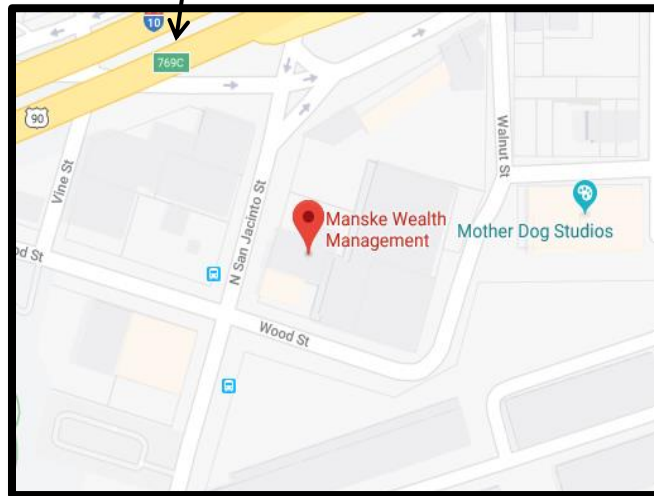 10
769C
90
Vine St
N San Jacinto St
Walnut St
Manske Wealth
Management
Mother Dog Studios
od St
Wood St